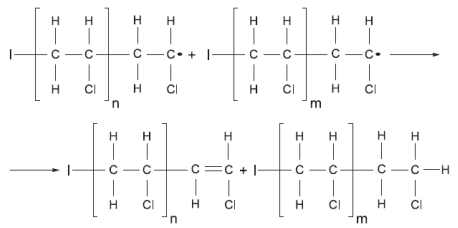 H H H H H H H H
I C C C C• + I C C C C•
H Cl H Cl H Cl H Cl
n m
H H H H H H H
I C C C C + I C C C C H
H Cl H Cl H Cl H Cl
n m